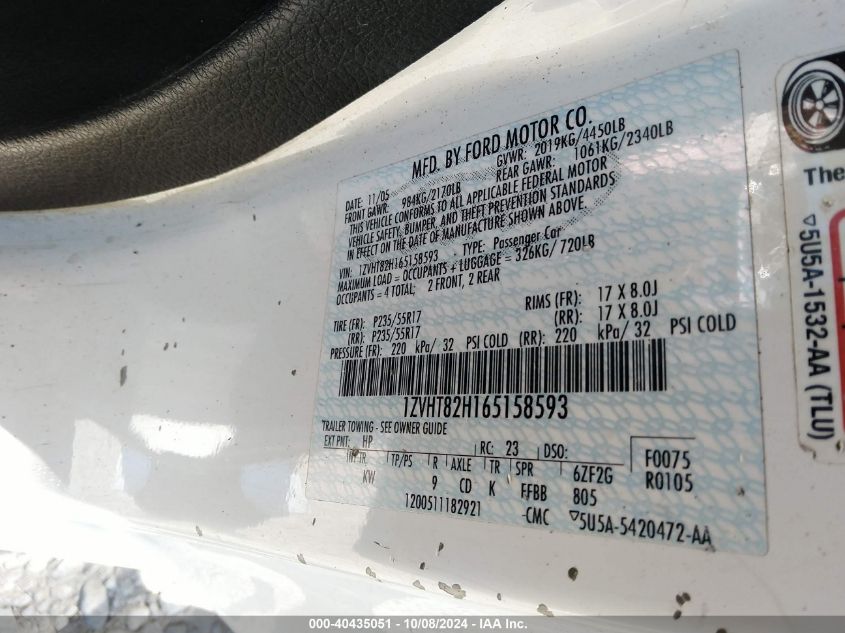 MFD. BY FORD MOTOR CO.
DATE: 11/05 GVWR: 2019KG/4450LB
FRONT GAWR: 984KG/2170LB REAR GAWR: 1061KG/2340LB
THIS VEHICLE CONFORMS TO ALL APPLICABLE FEDERAL MOTOR
VEHICLE SAFETY, BUMPER, AND THEFT PREVENTION STANDARDS
IN EFFECT ON THE DATE OF MANUFACTURE SHOWN ABOVE.
VIN: 1ZVHT82H165158593 TYPE: Passenger Car
MAXIMUM LOAD = OCCUPANTS + LUGGAGE = 326KG/ 720LB
OCCUPANTS = 4 TOTAL: 2 FRONT, 2 REAR
TIRE (FR): P235/55R17 RIMS (FR): 17 X 8.0J
(RR): P235/55R17 (RR): 17 X 8.0J
PRESSURE (FR): 220 kPa/ 32 PSI COLD (RR): 220 kPa/ 32 PSI COLD
1ZVHT82H165158593
TRAILER TOWING - SEE OWNER GUIDE
EXT PNT: HP RC: 23 DSO: F0075
INT TR TP/PS R AXLE TR SPR 6ZF2G R0105
KW 9 CD K FFBB 805
1200511182921 -CMC ▽5U5A-5420472-AA
The
▽5U5A-1532-AA (TLU)
000-40435051 - 10/08/2024 - IAA Inc.